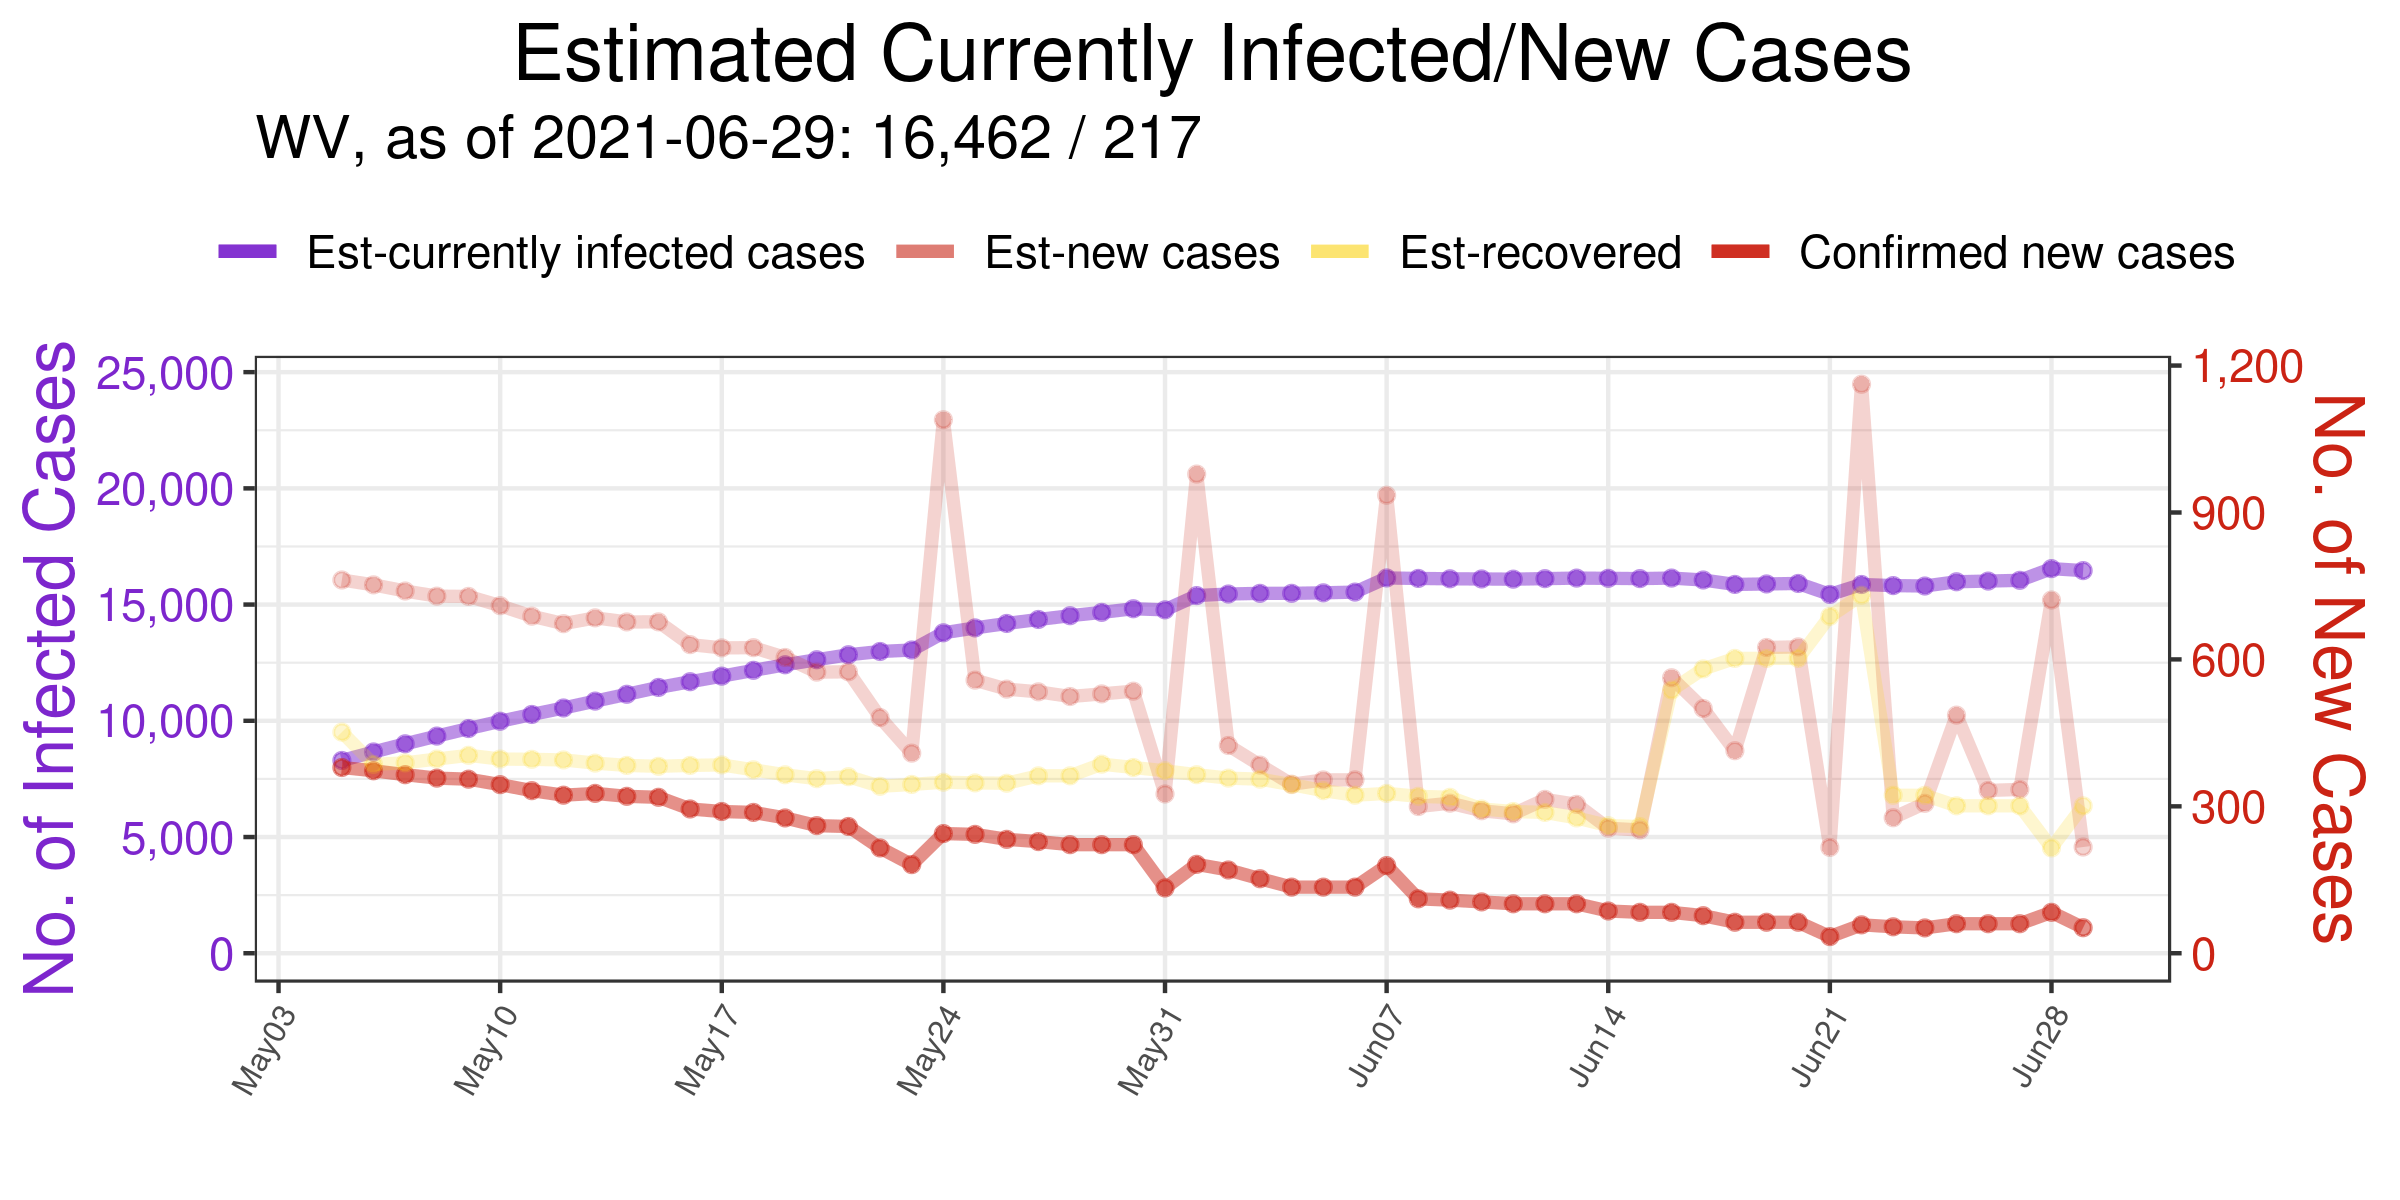 Estimated Currently Infected/New Cases
WV, as of 2021-06-29: 16,462 / 217
Est-currently infected cases Est-new cases Est-recovered Confirmed new cases
No. of Infected Cases
25,000
20,000
15,000
10,000
5,000
0
1,200
900
600
300
0
No. of New Cases
May03 May10 May17 May24 May31 Jun07 Jun14 Jun21 Jun28